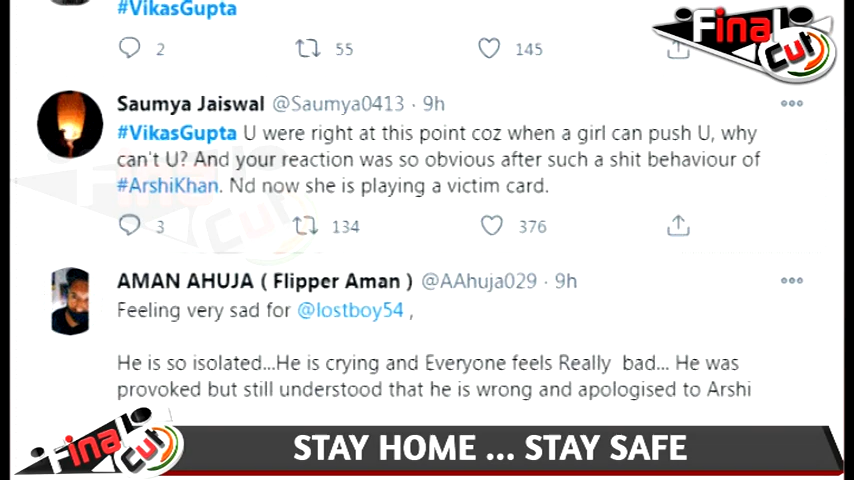 #VikasGupta
2 55 145
Final Cut
Saumya Jaiswal @Saumya0413 · 9h
#VikasGupta U were right at this point coz when a girl can push U, why
can't U? And your reaction was so obvious after such a shit behaviour of
#ArshiKhan. Nd now she is playing a victim card.
3 134 376
AMAN AHUJA ( Flipper Aman ) @AAhuja029 · 9h
Feeling very sad for @lostboy54 ,
He is so isolated...He is crying and Everyone feels Really bad... He was
provoked but still understood that he is wrong and apologised to Arshi
Final Cut
STAY HOME ... STAY SAFE